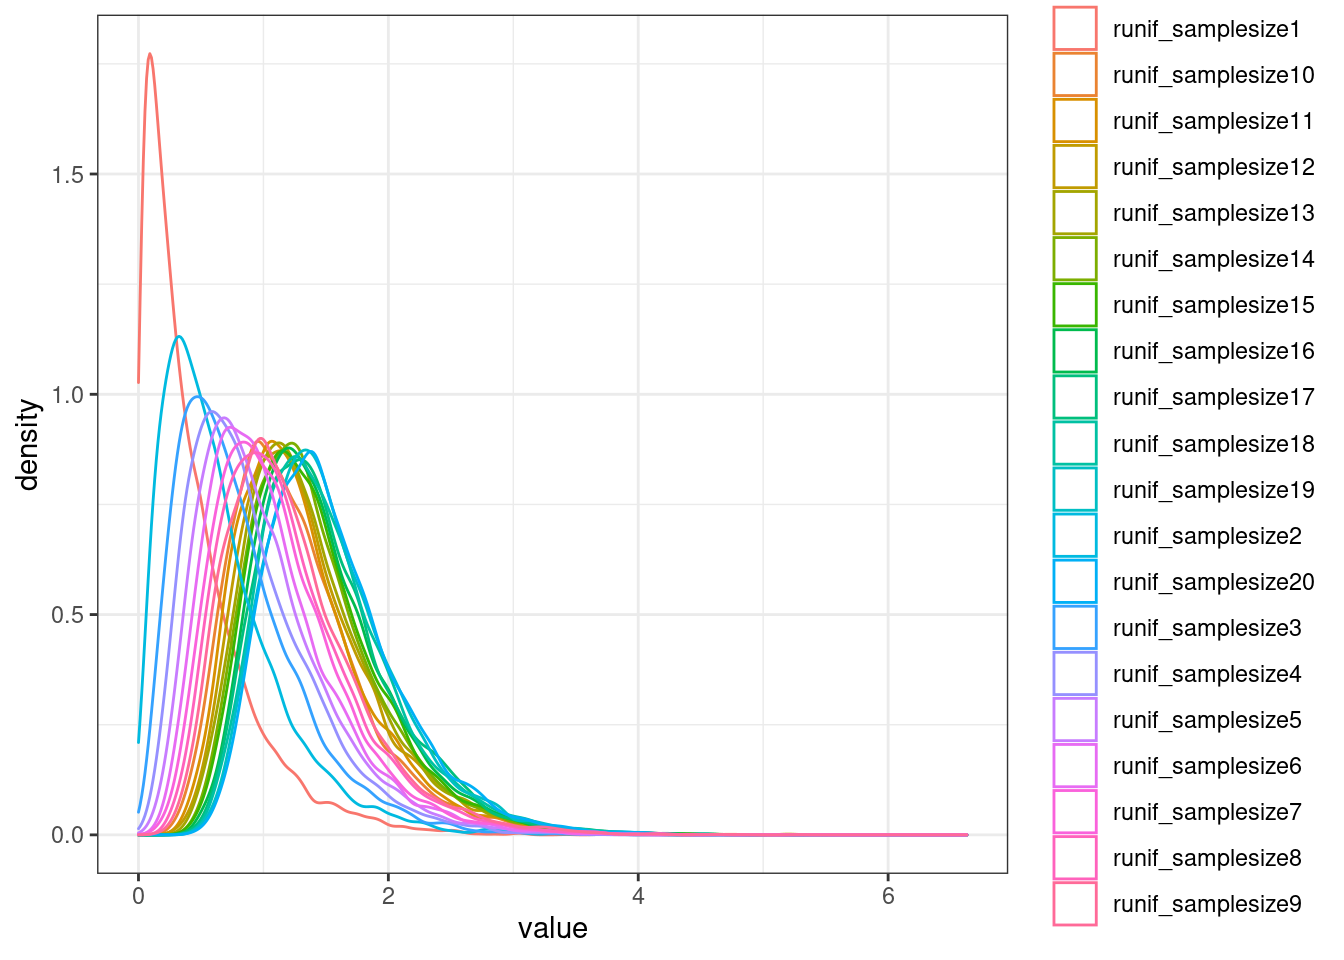 1.5
1.0
0.5
0.0
density
0
2
4
6
value
runif_samplesize1
runif_samplesize10
runif_samplesize11
runif_samplesize12
runif_samplesize13
runif_samplesize14
runif_samplesize15
runif_samplesize16
runif_samplesize17
runif_samplesize18
runif_samplesize19
runif_samplesize2
runif_samplesize20
runif_samplesize3
runif_samplesize4
runif_samplesize5
runif_samplesize6
runif_samplesize7
runif_samplesize8
runif_samplesize9